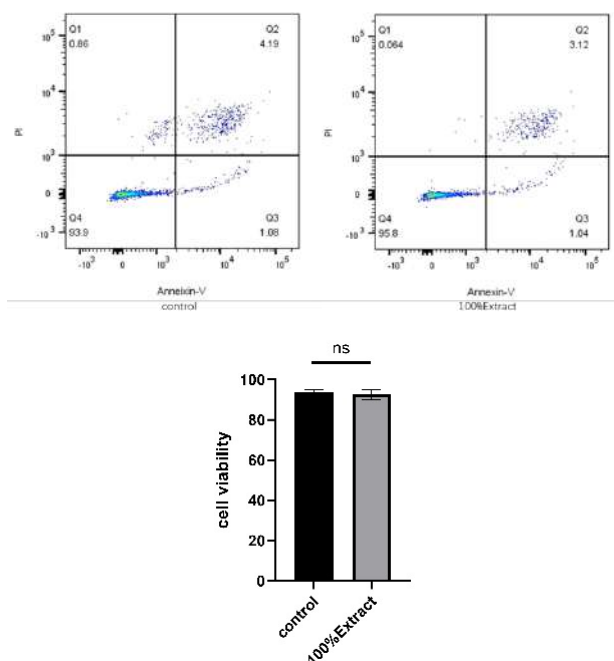 Q1
0.86
Q2
4.19
10^5
10^4
10^3
0
-10^3
PI
Q4
93.9
Q3
1.08
-10^3 0 10^3 10^4 10^5
Anneixin-V
control
Q1
0.064
Q2
3.12
10^5
10^4
10^3
0
-10^3
PI
Q4
95.8
Q3
1.04
-10^3 0 10^3 10^4 10^5
Annexin-V
100%Extract
ns
100
80
60
40
20
0
cell viability
control
100%Extract